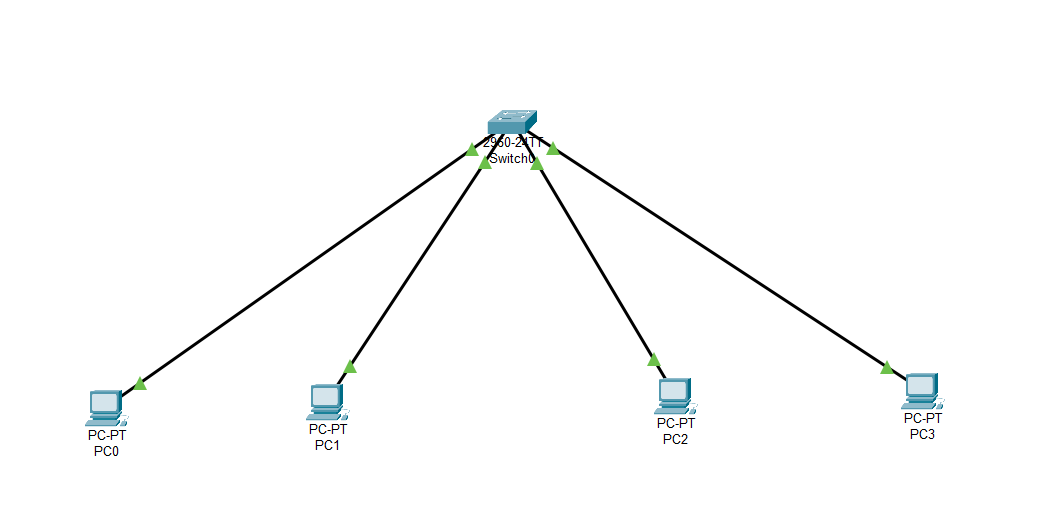 2960-24TT
Switch0
PC-PT
PC0
PC-PT
PC1
PC-PT
PC2
PC-PT
PC3